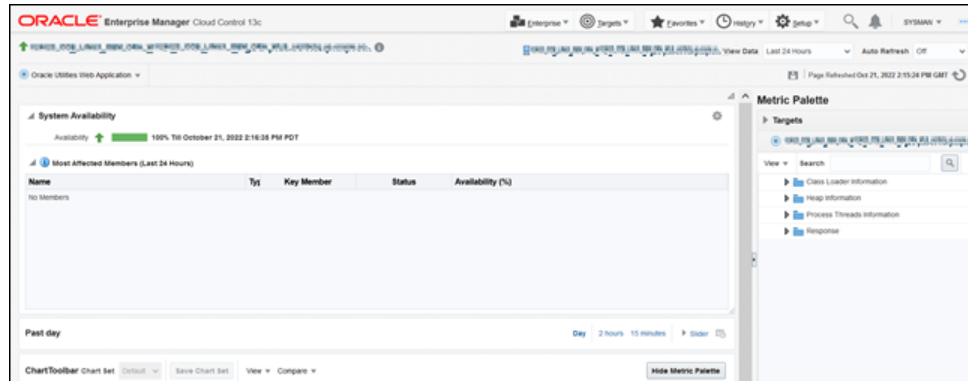 ORACLE Enterprise Manager Cloud Control 13c
Enterprise Targets Favorites History Setup SYSMAN
View Data Last 24 Hours Auto Refresh Off
Oracle Utilities Web Application
Page Refreshed Oct 21, 2022 2:15:24 PM GMT
System Availability
Availability 100% Till October 21, 2022 2:16:35 PM PDT
Most Affected Members (Last 24 Hours)
Name Typ Key Member Status Availability (%)
No Members
Past day
Day 2 hours 15 minutes Slider
ChartToolbar Chart Set Default Save Chart Set View Compare Hide Metric Palette
Metric Palette
Targets
View Search
Class Loader Information
Heap Information
Process Threads Information
Response